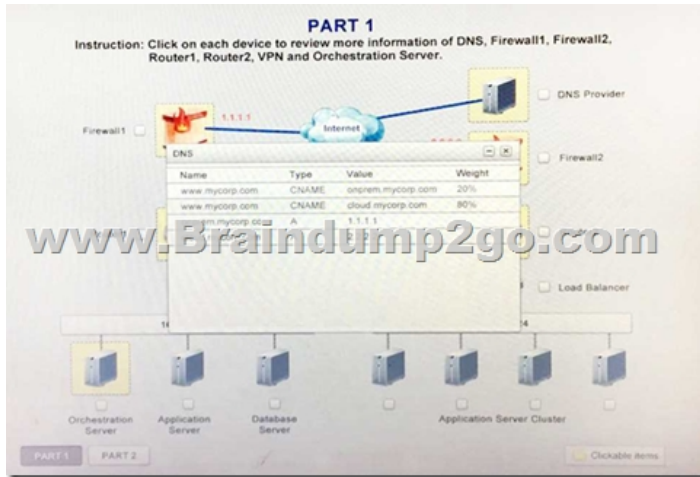 PART 1
Instruction: Click on each device to review more information of DNS, Firewall1, Firewall2,
Router1, Router2, VPN and Orchestration Server.
DNS Provider
1.1.1.1
Internet
Firewall1
Firewall2
DNS
Name Type Value Weight
www.mycorp.com CNAME onprem.mycorp.com 20%
www.mycorp.com CNAME cloud.mycorp.com 80%
A 1.1.1.1
www.Braindump2go.com
Load Balancer
Orchestration
Server
Application
Server
Database
Server
Application Server Cluster
PART 1
PART 2
Clickable items